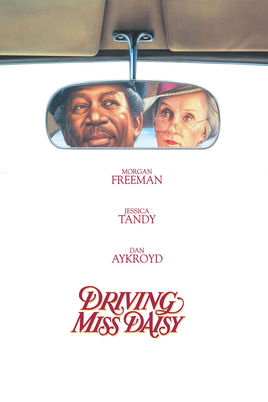 MORGAN
FREEMAN
JESSICA
TANDY
DAN
AYKROYD
DRIVING
MISS DAISY